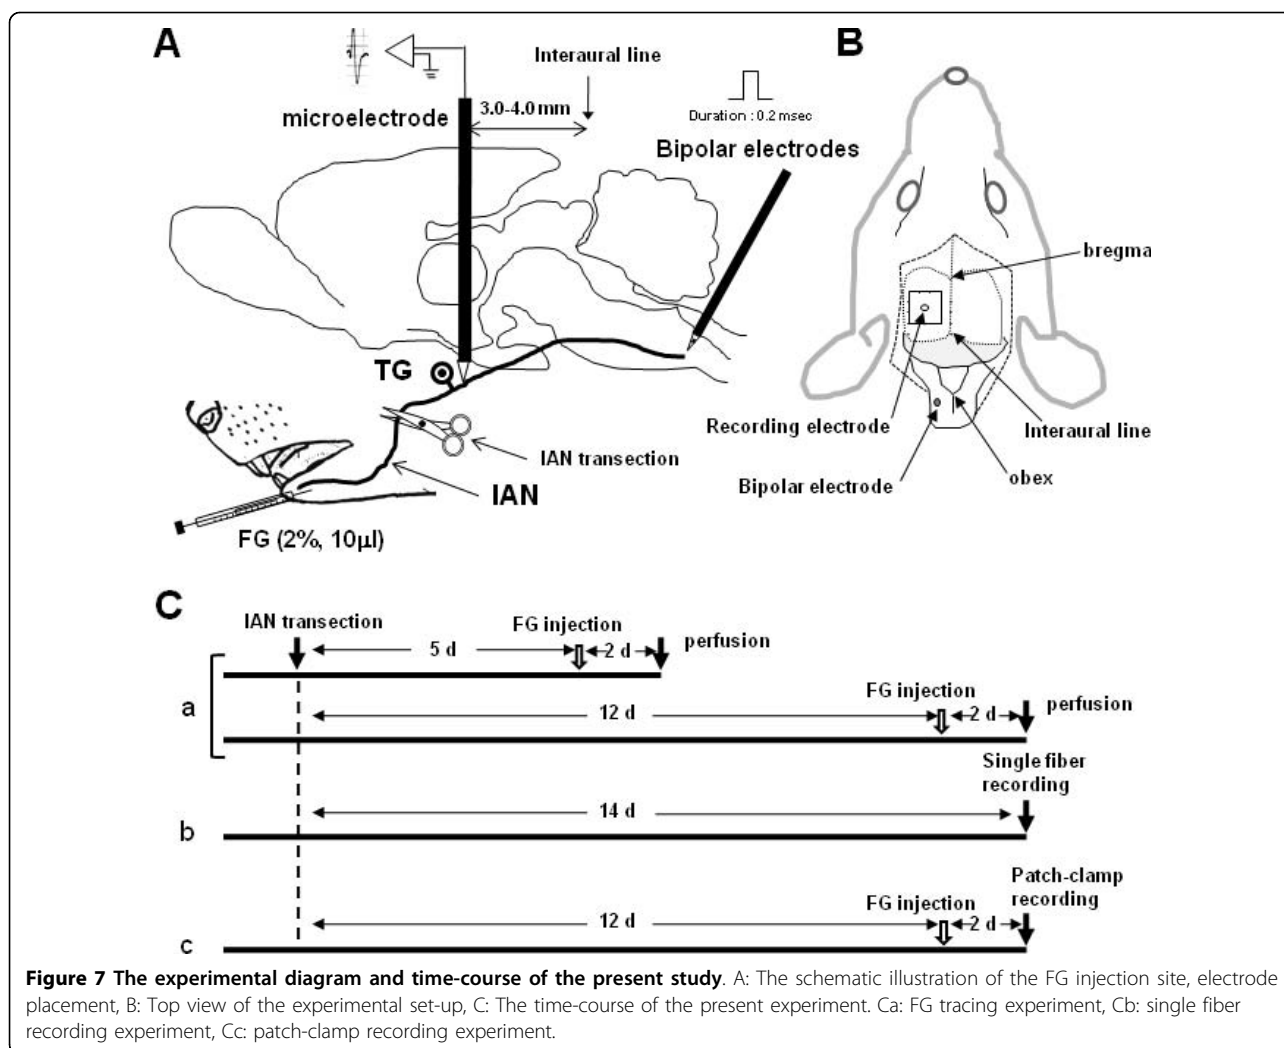 A
B
Interaural line
microelectrode
3.0-4.0 mm
Duration : 0.2 msec
Bipolar electrodes
bregma
TG
Recording electrode
Interaural line
IAN transection
Bipolar electrode
obex
IAN
FG (2%, 10µl)
C
IAN transection
FG injection
perfusion
5 d
2 d
a
FG injection
perfusion
12 d
2 d
Single fiber
recording
14 d
b
Patch-clamp
recording
FG injection
12 d
2 d
c
Figure 7 The experimental diagram and time-course of the present study. A: The schematic illustration of the FG injection site, electrode
placement, B: Top view of the experimental set-up, C: The time-course of the present experiment. Ca: FG tracing experiment, Cb: single fiber
recording experiment, Cc: patch-clamp recording experiment.